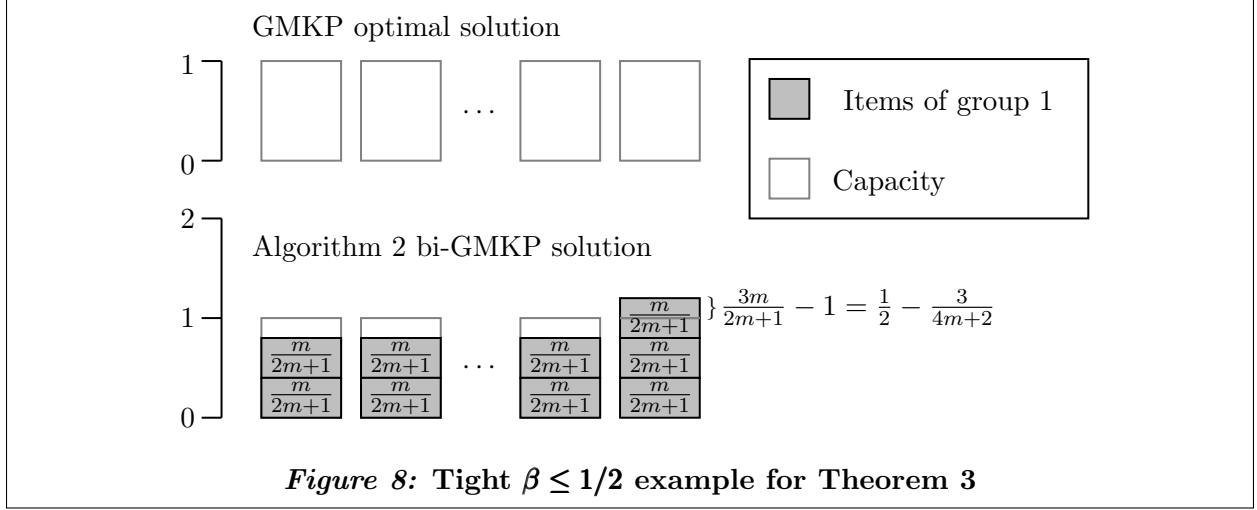 GMKP optimal solution
1
0
...
Items of group 1
Capacity
2
1
0
Algorithm 2 bi-GMKP solution
m/(2m+1)
} 3m/(2m+1) − 1 = 1/2 − 3/(4m+2)
m/(2m+1) m/(2m+1) ... m/(2m+1) m/(2m+1)
m/(2m+1) m/(2m+1) m/(2m+1) m/(2m+1)
Figure 8: Tight β ≤ 1/2 example for Theorem 3